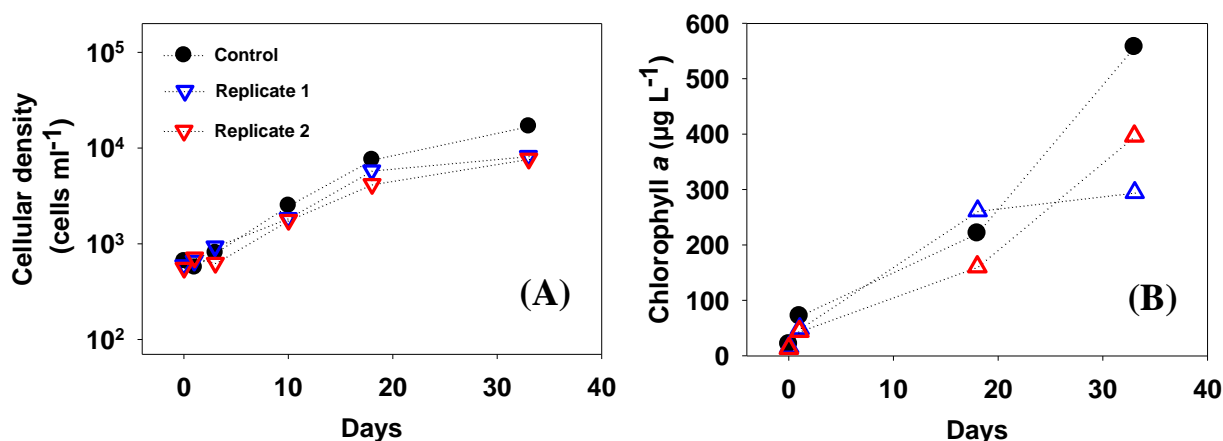 Cellular density
(cells ml⁻¹)
10⁵
10⁴
10³
10²
Control
Replicate 1
Replicate 2
(A)
0
10
20
30
40
Days
Chlorophyll a (µg L⁻¹)
600
500
400
300
200
100
0
(B)
0
10
20
30
40
Days